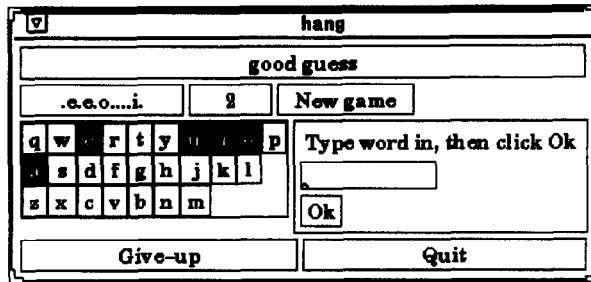 hang
good guess
.e.e.o....i. 2 New game
q w r t y p
s d f g h j k l
z x c v b n m
Type word in, then click Ok
Ok
Give-up Quit